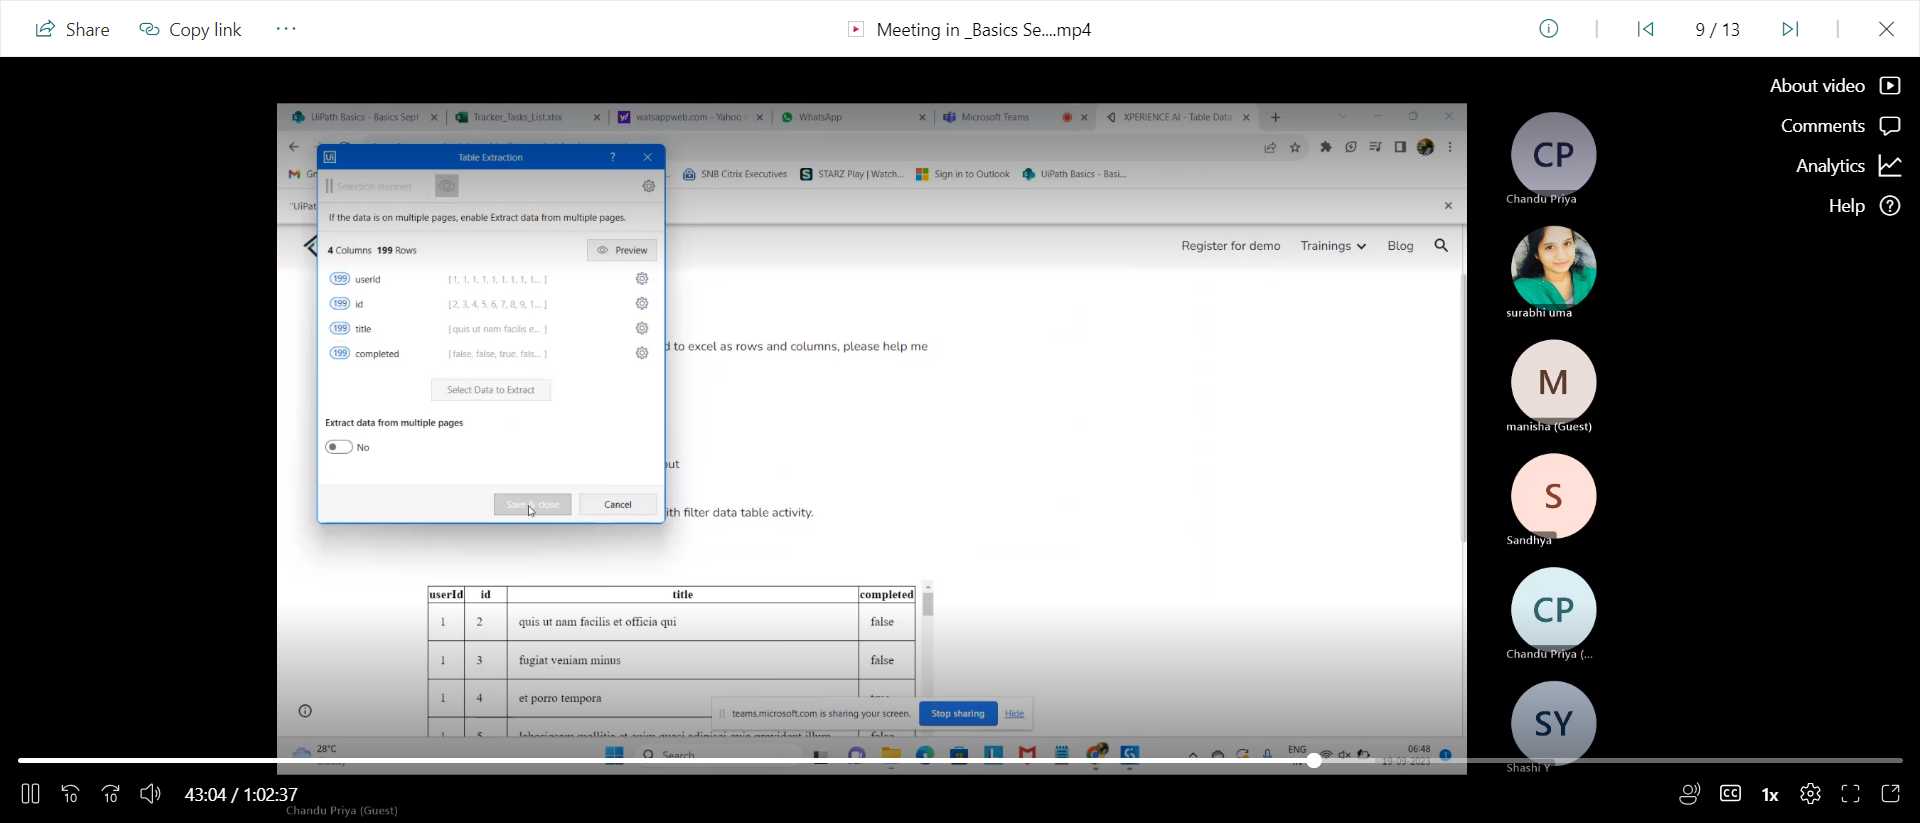 Share
Copy link
Meeting in _Basics Se....mp4
9 / 13
About video
Comments
Analytics
Help
UiPath Basics - Basics Sept
Tracker_Tasks_List.xlsx
watsappweb.com - Yahoo
WhatsApp
Microsoft Teams
XPERIENCE.AI - Table Data
SNB Citrix Executives
STARZ Play | Watch...
Sign in to Outlook
UiPath Basics - Basi...
"UiPat
Ui
Table Extraction
?
If the data is on multiple pages, enable Extract data from multiple pages.
4 Columns 199 Rows
Preview
199 userId [1, 1, 1, 1, 1, 1, 1, 1, 1... ]
199 id [2, 3, 4, 5, 6, 7, 8, 9, 1... ]
199 title [quis ut nam facilis e... ]
199 completed [false, false, true, fals... ]
Select Data to Extract
Extract data from multiple pages
No
Save & close
Cancel
Register for demo
Trainings
Blog
d to excel as rows and columns, please help me
out
ith filter data table activity.
userId id title completed
1 2 quis ut nam facilis et officia qui false
1 3 fugiat veniam minus false
1 4 et porro tempora
teams.microsoft.com is sharing your screen.
Stop sharing
Hide
28°C
Search
ENG
06:48
19-09-2023
CP
Chandu Priya
surabhi uma
M
manisha (Guest)
S
Sandhya
CP
Chandu Priya (...
SY
Shashi Y
10
10
43:04 / 1:02:37
Chandu Priya (Guest)
CC
1x